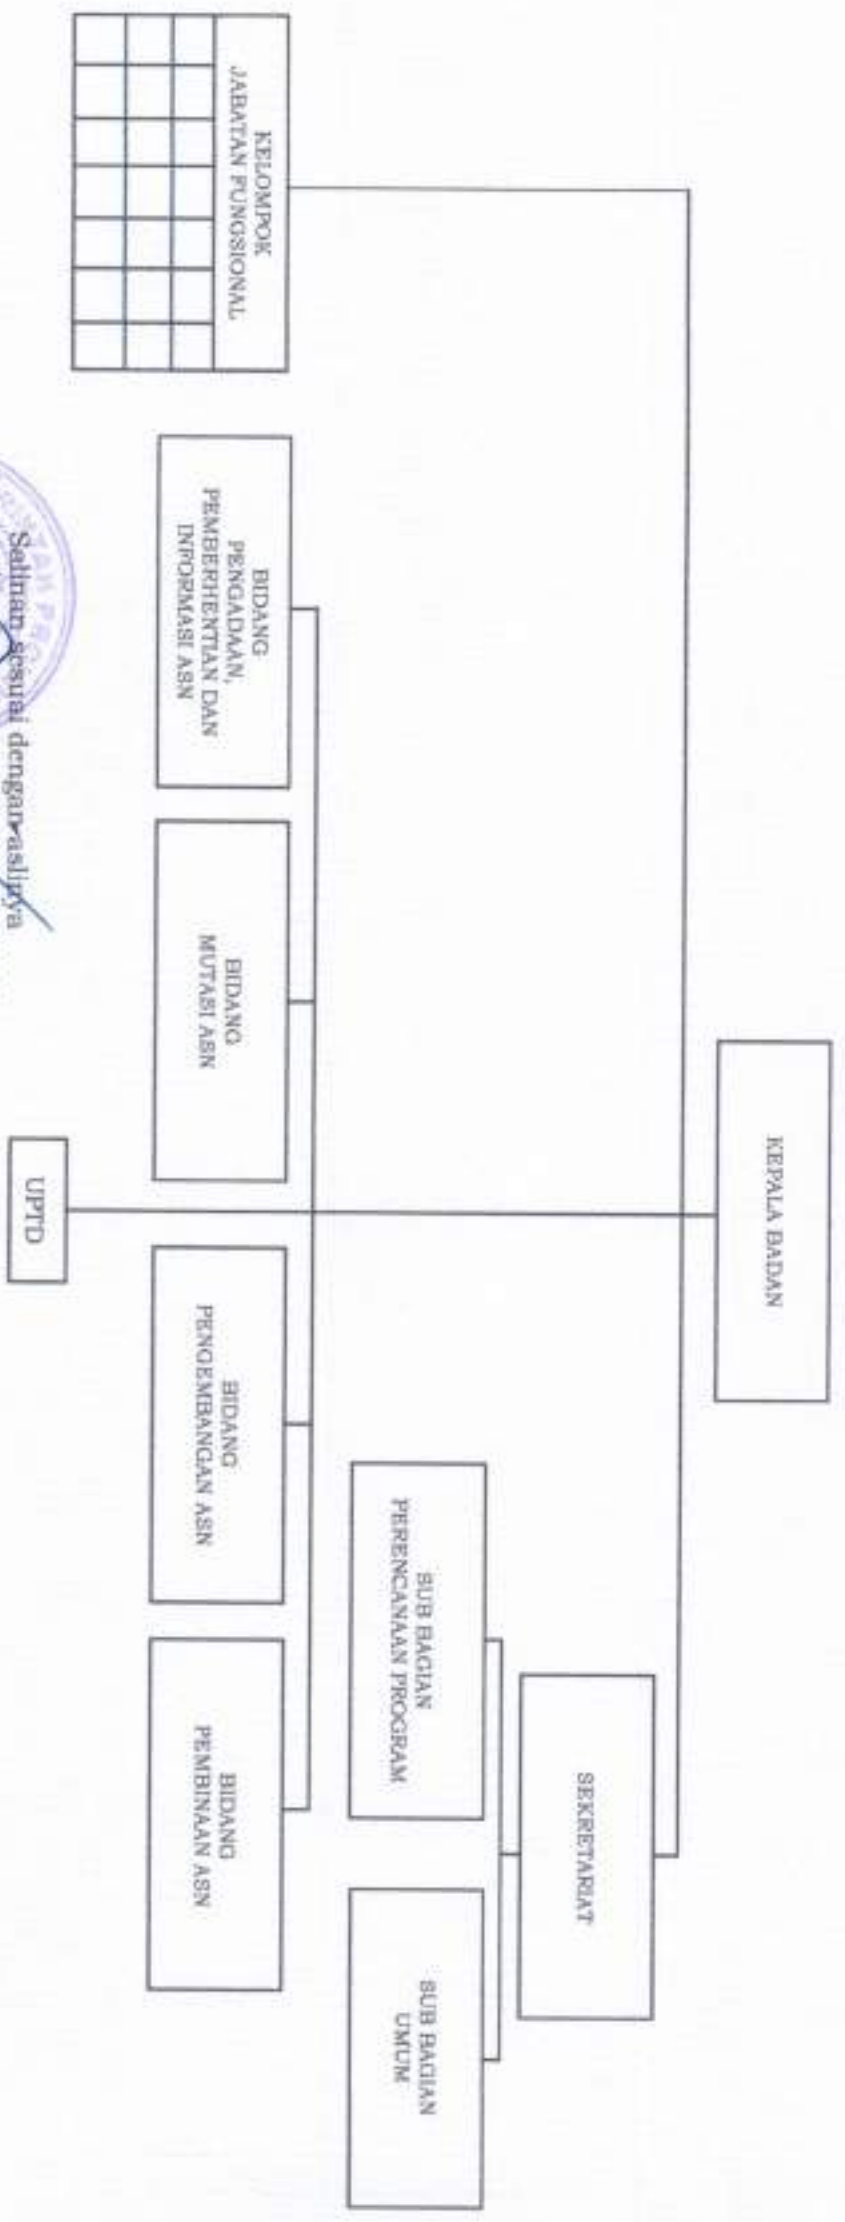 KEPALA BADAN
SEKRETARIAT
SUB BAGIAN
PERENCANAAN PROGRAM
SUB BAGIAN
UMUM
KELOMPOK
JABATAN FUNGSIONAL
BIDANG
PENGADAAN,
PEMBERHENTIAN DAN
INFORMASI ASN
BIDANG
MUTASI ASN
BIDANG
PENGEMBANGAN ASN
BIDANG
PEMBINAAN ASN
UPTD
Salinan sesuai dengan aslinya